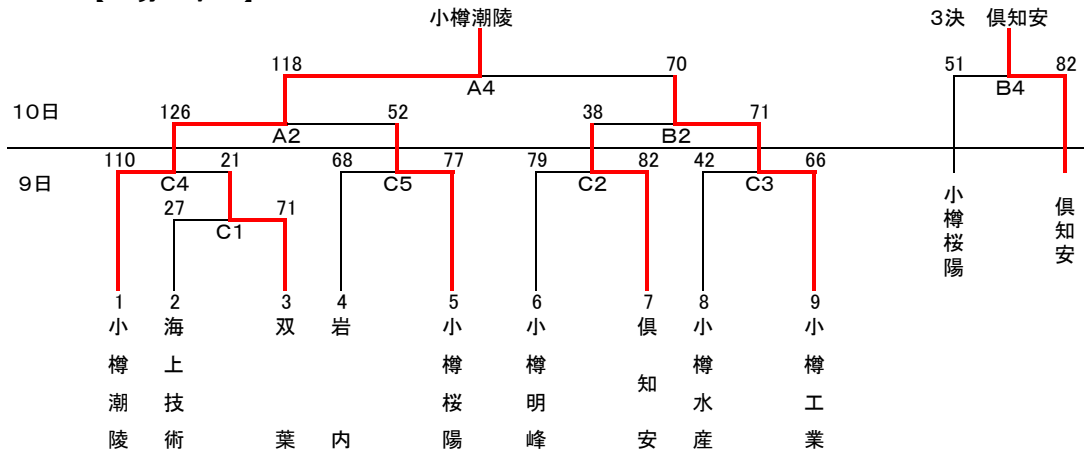 小樽潮陵
3決 倶知安
118 70 51 82
A4 B4
10日
126 52 38 71
A2 B2
9日
110 21 68 77 79 82 42 66
C4 C5 C2 C3
27 71
C1
小樽桜陽
倶知安
1 2 3 4 5 6 7 8 9
小樽潮陵
海上技術
双葉
岩内
小樽桜陽
小樽明峰
倶知安
小樽水産
小樽工業